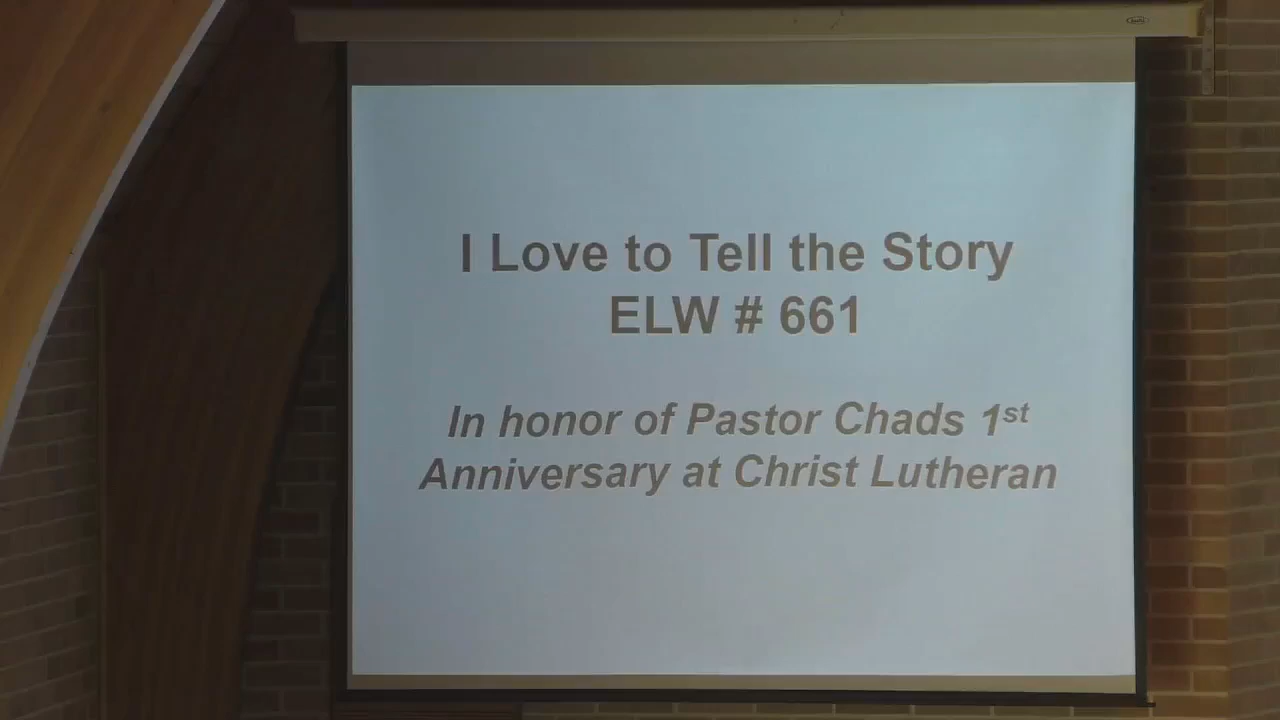 I Love to Tell the Story
ELW # 661
In honor of Pastor Chads 1st
Anniversary at Christ Lutheran